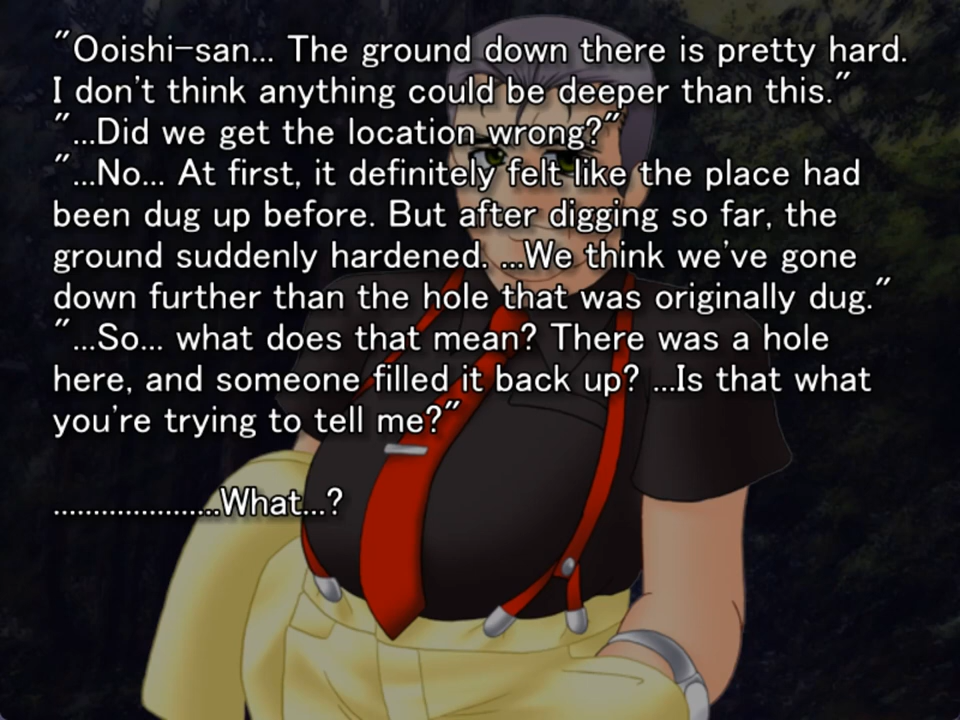 "Ooishi-san... The ground down there is pretty hard.
I don't think anything could be deeper than this."
"...Did we get the location wrong?"
"...No... At first, it definitely felt like the place had
been dug up before. But after digging so far, the
ground suddenly hardened. ...We think we've gone
down further than the hole that was originally dug."
"...So... what does that mean? There was a hole
here, and someone filled it back up? ...Is that what
you're trying to tell me?"
.....................What...?